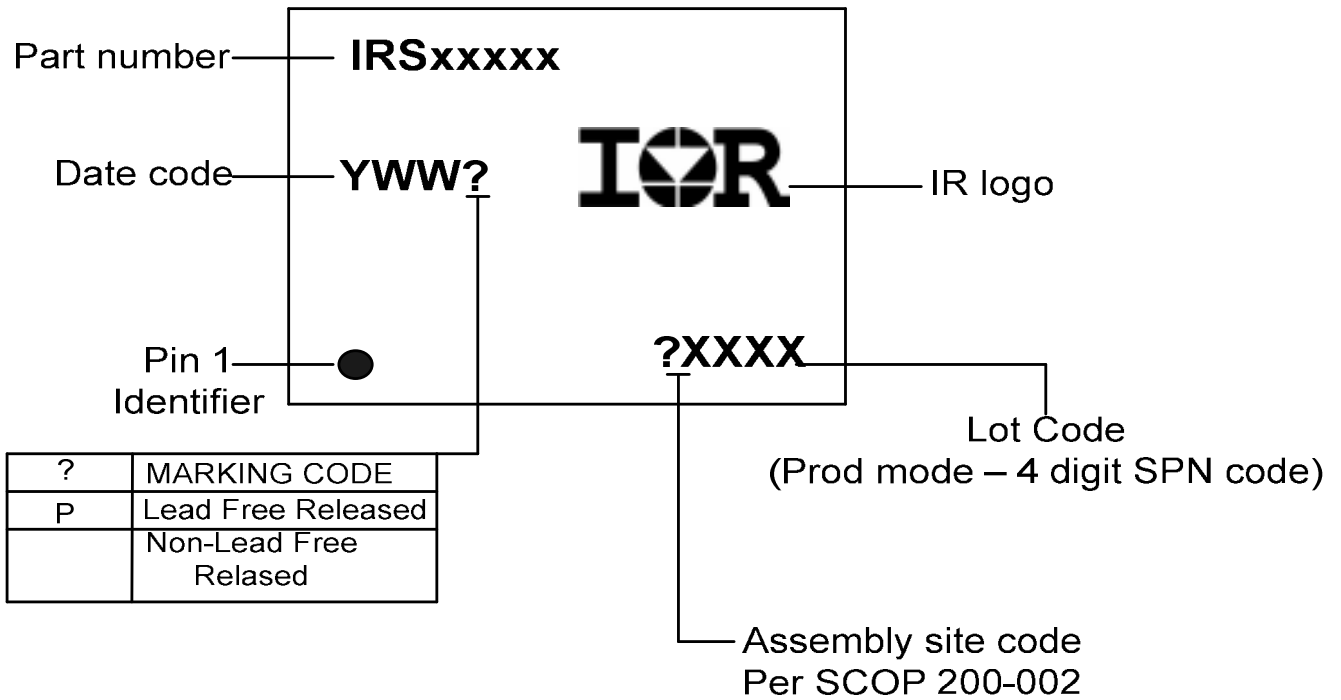 Part number
IRSxxxxx
Date code
YWW?
IOR
IR logo
Pin 1
Identifier
?XXXX
Lot Code
(Prod mode – 4 digit SPN code)
? MARKING CODE
P Lead Free Released
Non-Lead Free
Relased
Assembly site code
Per SCOP 200-002